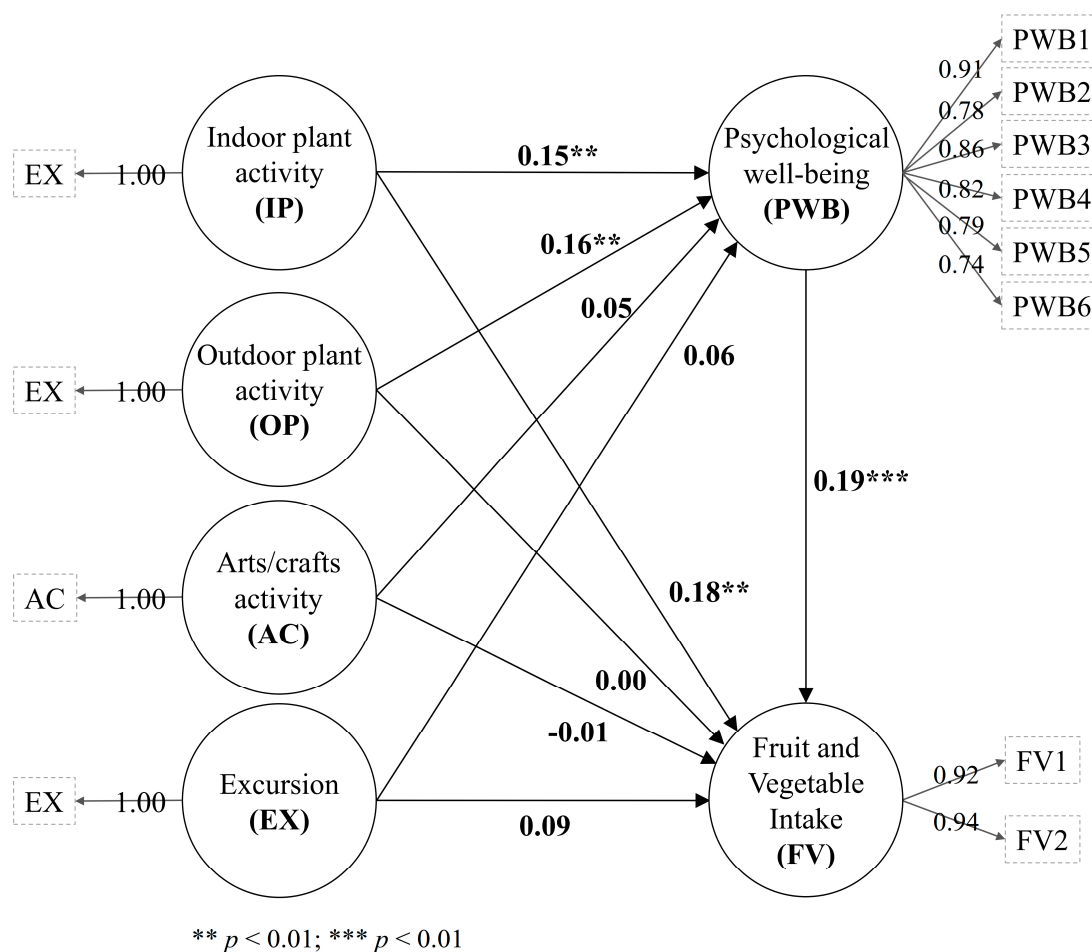 EX
1.00
Indoor plant
activity
(IP)
0.15**
Psychological
well-being
(PWB)
0.91
0.78
0.86
0.82
0.79
0.74
PWB1
PWB2
PWB3
PWB4
PWB5
PWB6
0.16**
0.05
0.06
EX
1.00
Outdoor plant
activity
(OP)
0.19***
AC
1.00
Arts/crafts
activity
(AC)
0.18**
0.00
-0.01
EX
1.00
Excursion
(EX)
0.09
Fruit and
Vegetable
Intake
(FV)
0.92
0.94
FV1
FV2
** p < 0.01; *** p < 0.01